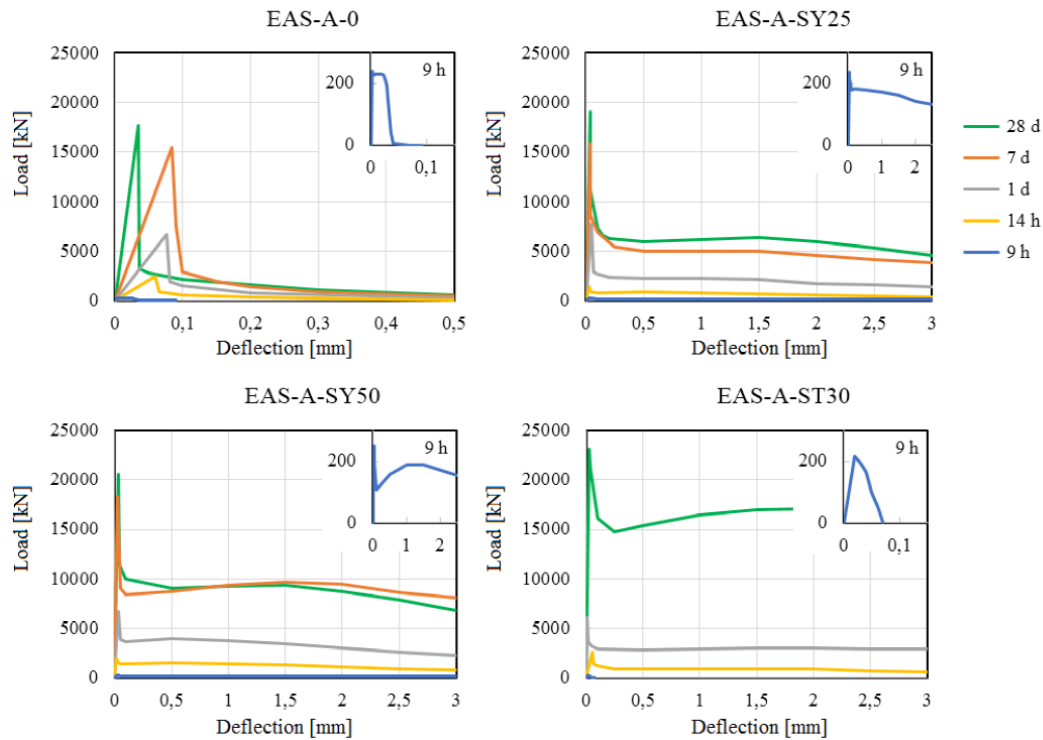 EAS-A-0
25000
20000
15000
10000
5000
0
Load [kN]
0 0,1 0,2 0,3 0,4 0,5
Deflection [mm]
9 h
200
0
0 0,1
EAS-A-SY25
25000
20000
15000
10000
5000
0
Load [kN]
0 0,5 1 1,5 2 2,5 3
Deflection [mm]
9 h
200
0
0 1 2
28 d
7 d
1 d
14 h
9 h
EAS-A-SY50
25000
20000
15000
10000
5000
0
Load [kN]
0 0,5 1 1,5 2 2,5 3
Deflection [mm]
9 h
200
0
0 1 2
EAS-A-ST30
25000
20000
15000
10000
5000
0
Load [kN]
0 0,5 1 1,5 2 2,5 3
Deflection [mm]
9 h
200
0
0 0,1